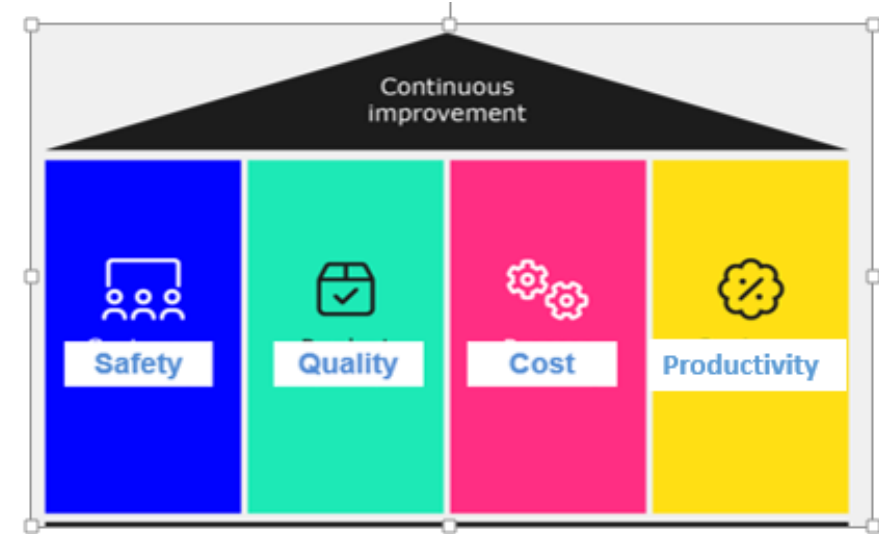 Continuous
improvement
Safety
Quality
Cost
Productivity